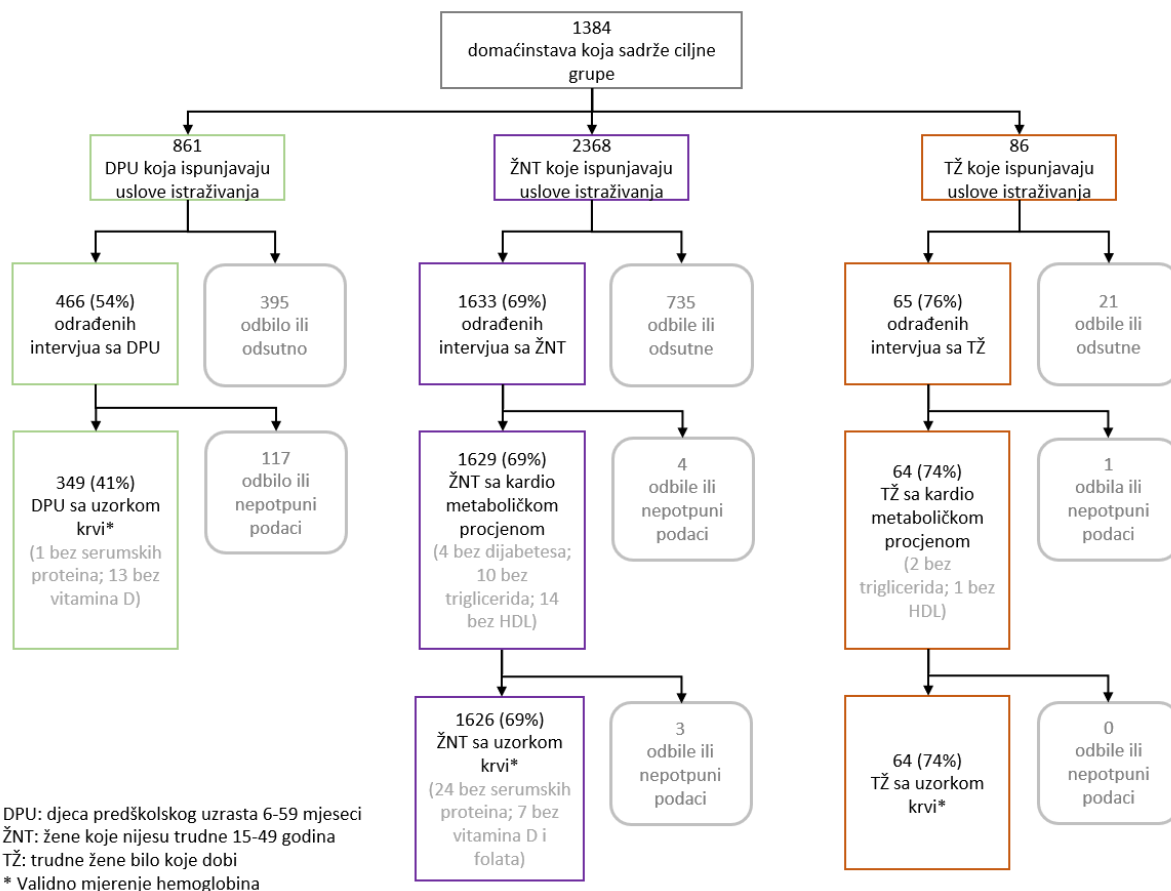 1384
domaćinstava koja sadrže ciljne
grupe
861
DPU koja ispunjavaju
uslove istraživanja
2368
ŽNT koje ispunjavaju
uslove istraživanja
86
TŽ koje ispunjavaju
uslove istraživanja
466 (54%)
odrađenih
intervjua sa DPU
395
odbilo ili
odsutno
1633 (69%)
odrađenih
intervjua sa ŽNT
735
odbile ili
odsutne
65 (76%)
odrađenih
intervjua sa TŽ
21
odbile ili
odsutne
349 (41%)
DPU sa uzorkom
krvi*
(1 bez serumskih
proteina; 13 bez
vitamina D)
117
odbilo ili
nepotpuni
podaci
1629 (69%)
ŽNT sa kardio
metaboličkom
procjenom
(4 bez dijabetesa;
10 bez
triglicerida; 14
bez HDL)
4
odbile ili
nepotpuni
podaci
64 (74%)
TŽ sa kardio
metaboličkom
procjenom
(2 bez
triglicerida; 1 bez
HDL)
1
odbila ili
nepotpuni
podaci
1626 (69%)
ŽNT sa uzorkom
krvi*
(24 bez serumskih
proteina; 7 bez
vitamina D i
folata)
3
odbile ili
nepotpuni
podaci
64 (74%)
TŽ sa uzorkom
krvi*
0
odbile ili
nepotpuni
podaci
DPU: djeca predškolskog uzrasta 6-59 mjeseci
ŽNT: žene koje nijesu trudne 15-49 godina
TŽ: trudne žene bilo koje dobi
* Validno mjerenje hemoglobina